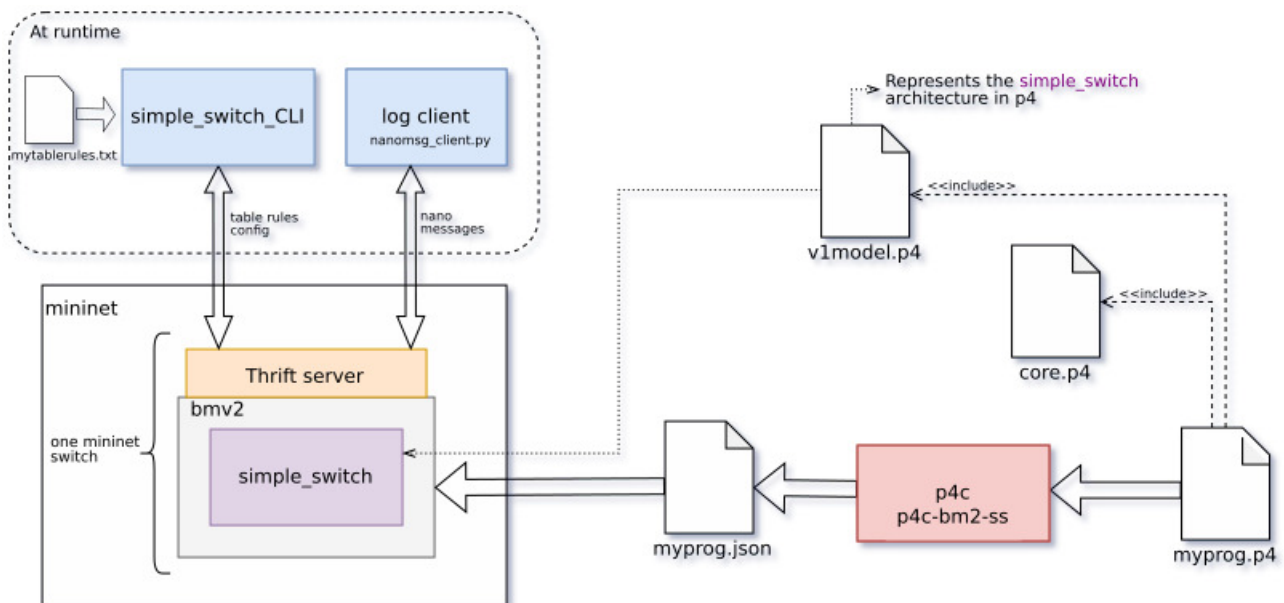 At runtime
mytablerules.txt
simple_switch_CLI
log client
nanomsg_client.py
table rules
config
nano
messages
Represents the simple_switch
architecture in p4
v1model.p4
<<include>>
core.p4
<<include>>
mininet
one mininet
switch
Thrift server
bmv2
simple_switch
myprog.json
p4c
p4c-bm2-ss
myprog.p4